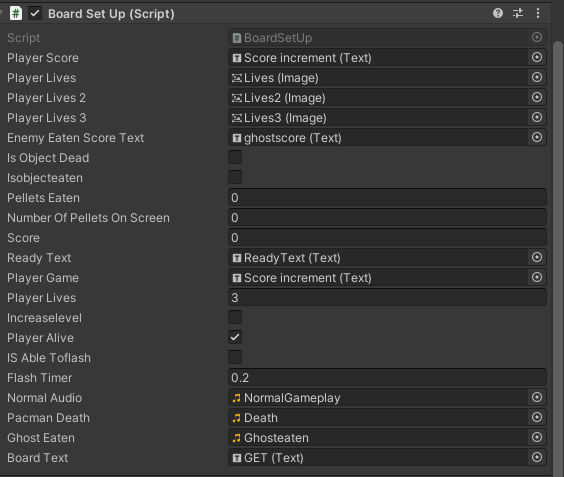 Board Set Up (Script)
Script BoardSetUp
Player Score Score increment (Text)
Player Lives Lives (Image)
Player Lives 2 Lives2 (Image)
Player Lives 3 Lives3 (Image)
Enemy Eaten Score Text ghostscore (Text)
Is Object Dead
Isobjecteaten
Pellets Eaten 0
Number Of Pellets On Screen 0
Score 0
Ready Text ReadyText (Text)
Player Game Score increment (Text)
Player Lives 3
Increaselevel
Player Alive
IS Able Toflash
Flash Timer 0.2
Normal Audio NormalGameplay
Pacman Death Death
Ghost Eaten Ghosteaten
Board Text GET (Text)